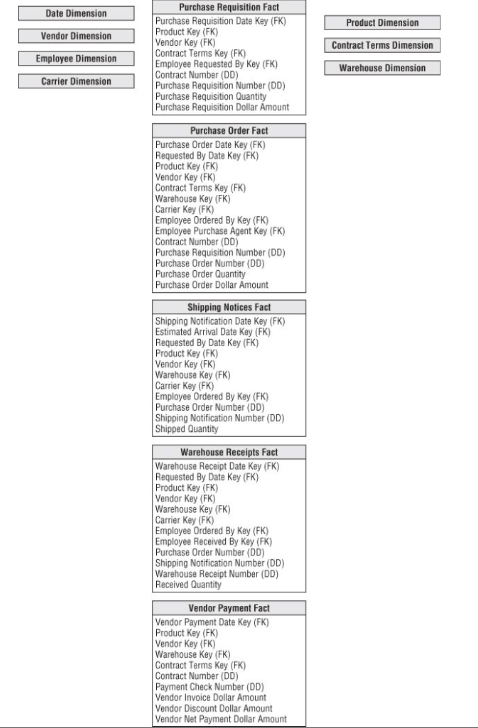 Date Dimension
Vendor Dimension
Employee Dimension
Carrier Dimension
Purchase Requisition Fact
Purchase Requisition Date Key (FK)
Product Key (FK)
Vendor Key (FK)
Contract Terms Key (FK)
Employee Requested By Key (FK)
Contract Number (DD)
Purchase Requisition Number (DD)
Purchase Requisition Quantity
Purchase Requisition Dollar Amount
Product Dimension
Contract Terms Dimension
Warehouse Dimension
Purchase Order Fact
Purchase Order Date Key (FK)
Requested By Date Key (FK)
Product Key (FK)
Vendor Key (FK)
Contract Terms Key (FK)
Warehouse Key (FK)
Carrier Key (FK)
Employee Ordered By Key (FK)
Employee Purchase Agent Key (FK)
Contract Number (DD)
Purchase Requisition Number (DD)
Purchase Order Number (DD)
Purchase Order Quantity
Purchase Order Dollar Amount
Shipping Notices Fact
Shipping Notification Date Key (FK)
Estimated Arrival Date Key (FK)
Requested By Date Key (FK)
Product Key (FK)
Vendor Key (FK)
Warehouse Key (FK)
Carrier Key (FK)
Employee Ordered By Key (FK)
Purchase Order Number (DD)
Shipping Notification Number (DD)
Shipped Quantity
Warehouse Receipts Fact
Warehouse Receipt Date Key (FK)
Requested By Date Key (FK)
Product Key (FK)
Vendor Key (FK)
Warehouse Key (FK)
Carrier Key (FK)
Employee Ordered By Key (FK)
Employee Received By Key (FK)
Purchase Order Number (DD)
Shipping Notification Number (DD)
Warehouse Receipt Number (DD)
Received Quantity
Vendor Payment Fact
Vendor Payment Date Key (FK)
Product Key (FK)
Vendor Key (FK)
Warehouse Key (FK)
Contract Terms Key (FK)
Contract Number (DD)
Payment Check Number (DD)
Vendor Invoice Dollar Amount
Vendor Discount Dollar Amount
Vendor Net Payment Dollar Amount